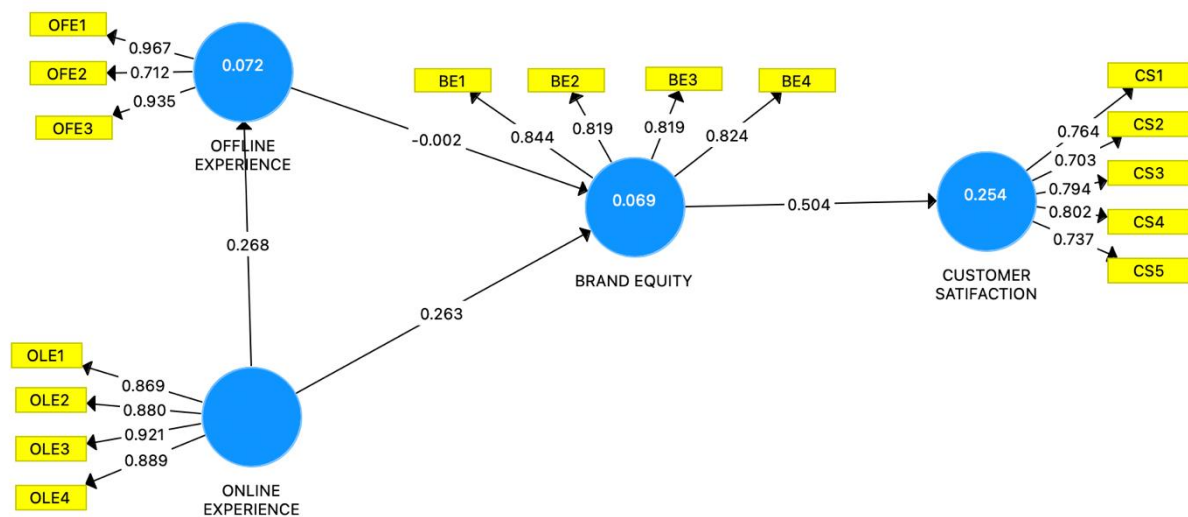 OFE1
0.967
OFE2
0.712
OFE3
0.935
0.072
OFFLINE
EXPERIENCE
-0.002
BE1
BE2
BE3
BE4
0.844
0.819
0.819
0.824
0.069
BRAND EQUITY
0.504
CS1
CS2
CS3
CS4
CS5
0.764
0.703
0.794
0.802
0.737
0.254
CUSTOMER
SATIFACTION
0.268
0.263
OLE1
0.869
OLE2
0.880
OLE3
0.921
OLE4
0.889
ONLINE
EXPERIENCE